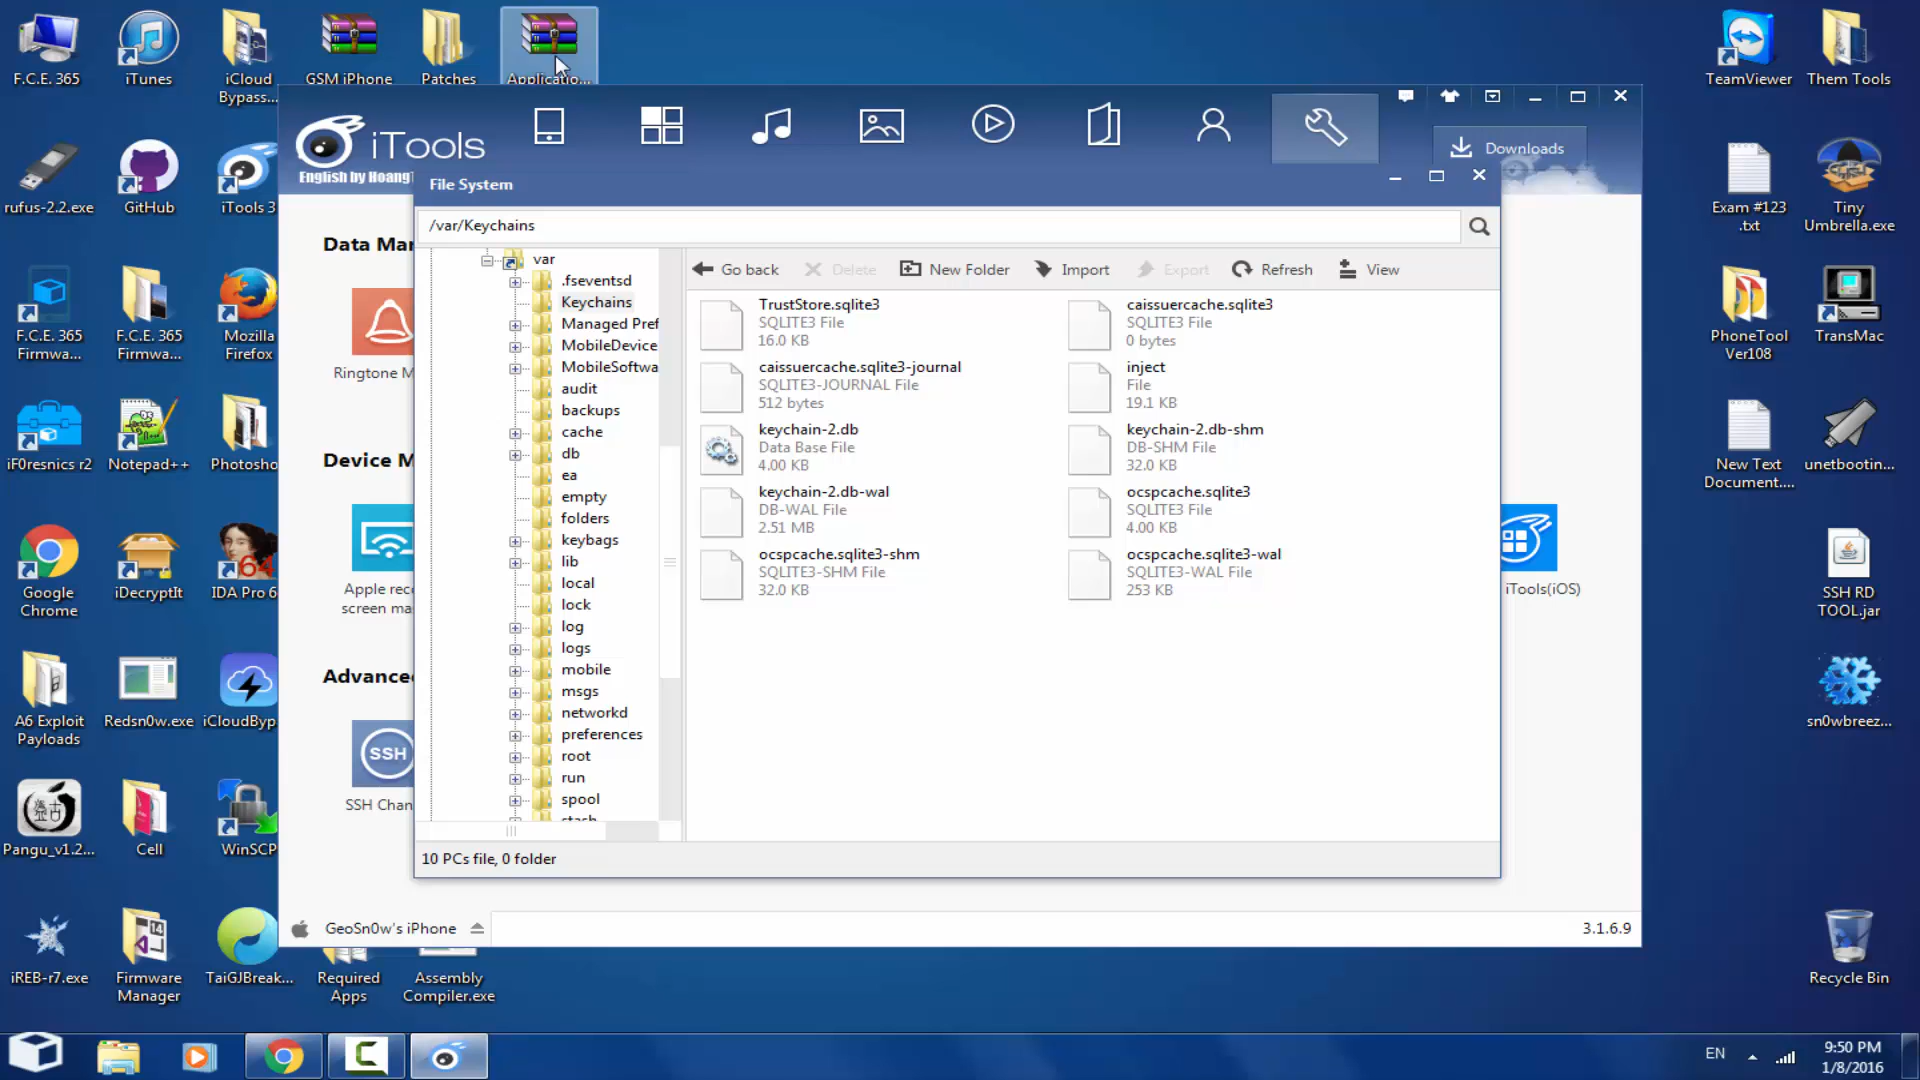 F.C.E. 365
iTunes
iCloud
Bypass...
GSM iPhone
Patches
Applicatio...
TeamViewer
Them Tools
rufus-2.2.exe
GitHub
iTools 3
Exam #123
.txt
Tiny
Umbrella.exe
F.C.E. 365
Firmwa...
F.C.E. 365
Firmwa...
Mozilla
Firefox
PhoneTool
Ver108
TransMac
iF0resnics r2
Notepad++
Photosho
New Text
Document....
unetbootin...
Google
Chrome
iDecryptIt
64
IDA Pro 6
SSH RD
TOOL.jar
A6 Exploit
Payloads
Redsn0w.exe
iCloudByp
sn0wbreez...
Pangu_v1.2...
Cell
WinSCP
iREB-r7.exe
14
Firmware
Manager
TaiGJBreak...
Required
Apps
Assembly
Compiler.exe
Recycle Bin
iTools
English by HoangT
Downloads
Data Mar
Ringtone M
Device M
Apple rec
screen ma
Advance
SSH
SSH Chan
iTools(iOS)
GeoSn0w's iPhone
3.1.6.9
File System
/var/Keychains
Go back
Delete
New Folder
Import
Export
Refresh
View
var
.fseventsd
Keychains
Managed Pref
MobileDevice
MobileSoftwa
audit
backups
cache
db
ea
empty
folders
keybags
lib
local
lock
log
logs
mobile
msgs
networkd
preferences
root
run
spool
stash
TrustStore.sqlite3
SQLITE3 File
16.0 KB
caissuercache.sqlite3
SQLITE3 File
0 bytes
caissuercache.sqlite3-journal
SQLITE3-JOURNAL File
512 bytes
inject
File
19.1 KB
keychain-2.db
Data Base File
4.00 KB
keychain-2.db-shm
DB-SHM File
32.0 KB
keychain-2.db-wal
DB-WAL File
2.51 MB
ocspcache.sqlite3
SQLITE3 File
4.00 KB
ocspcache.sqlite3-shm
SQLITE3-SHM File
32.0 KB
ocspcache.sqlite3-wal
SQLITE3-WAL File
253 KB
10 PCs file, 0 folder
EN
9:50 PM
1/8/2016